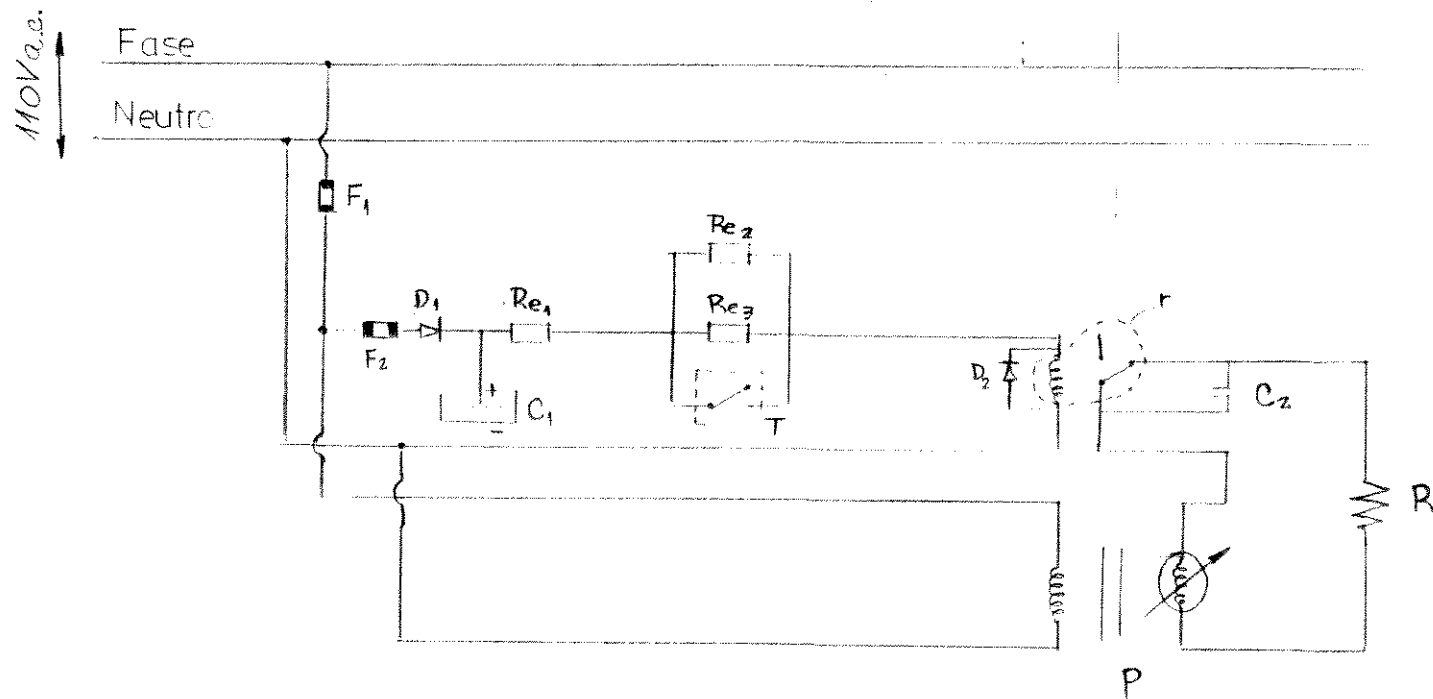 110Va.c.
Fase
Neutro
F1
Re2
D1
Re1
Re3
r
F2
D2
C1
T
C2
R
P